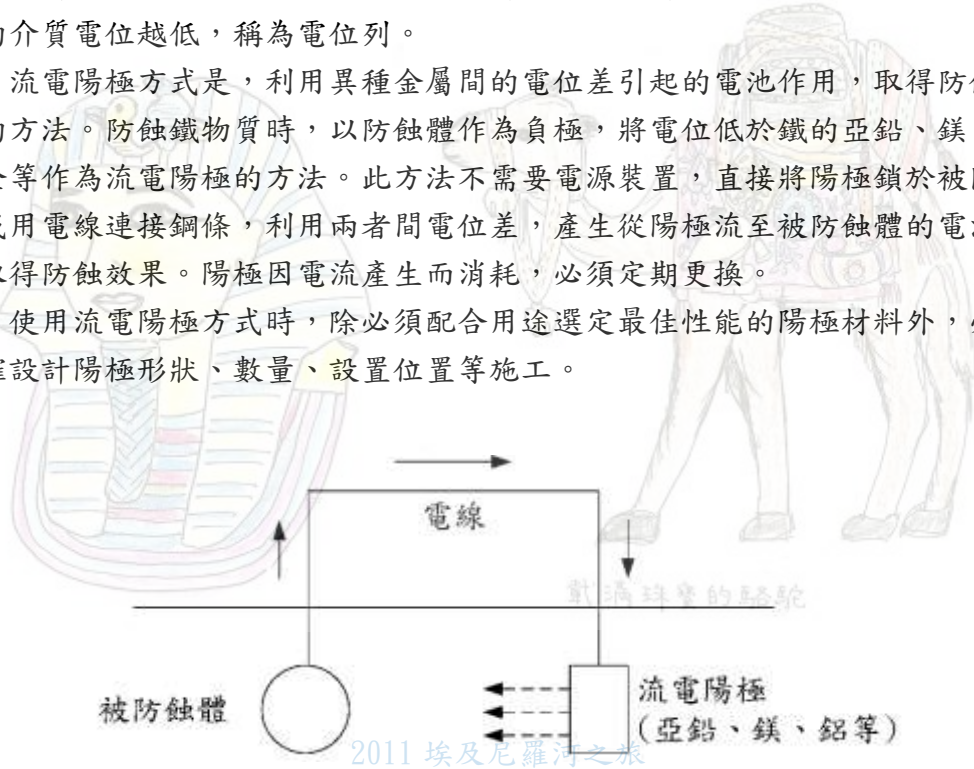 介質電位越低，稱為電位列。
流電陽極方式是，利用異種金屬間的電位差引起的電池作用，取得防
方法。防蝕鐵物質時，以防蝕體作為負極，將電位低於鐵的亞鉛、鎂
等作為流電陽極的方法。此方法不需要電源裝置，直接將陽極鎖於被
用電線連接鋼條，利用兩者間電位差，產生從陽極流至被防蝕體的電
得防蝕效果。陽極因電流產生而消耗，必須定期更換。
使用流電陽極方式時，除必須配合用途選定最佳性能的陽極材料外，
設計陽極形狀、數量、設置位置等施工。
電線
戴滿珠寶的駱駝
被防蝕體
流電陽極
(亞鉛、鎂、鋁等)
2011 埃及尼羅河之旅